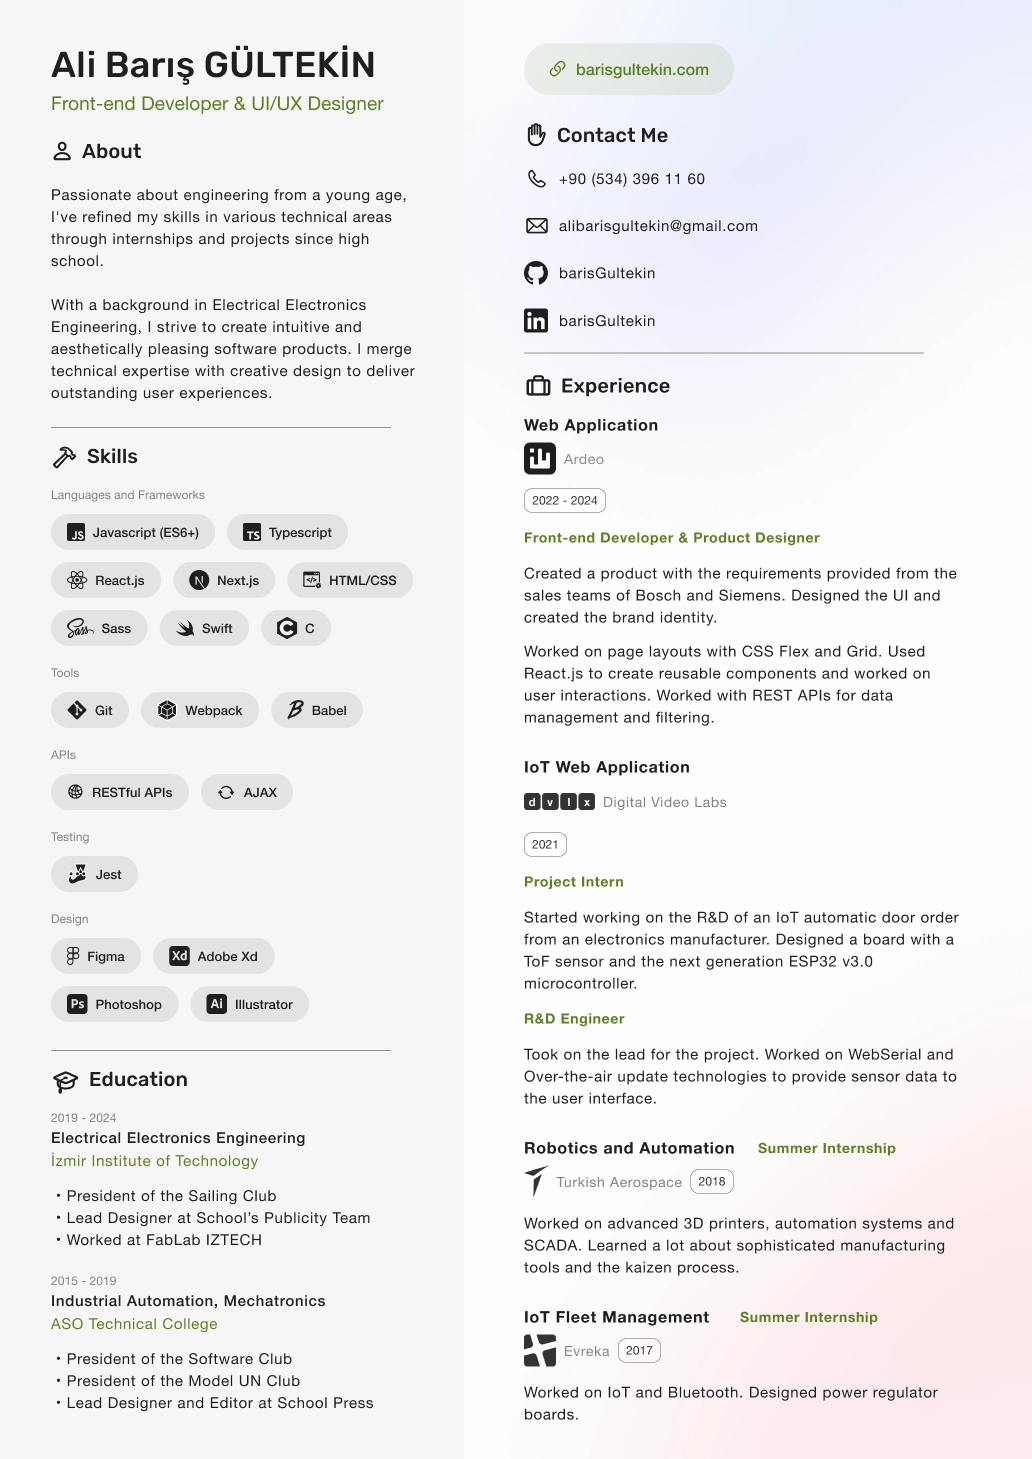 Ali Barış GÜLTEKİN
Front-end Developer & UI/UX Designer
About
Passionate about engineering from a young age,
I've refined my skills in various technical areas
through internships and projects since high
school.
With a background in Electrical Electronics
Engineering, I strive to create intuitive and
aesthetically pleasing software products. I merge
technical expertise with creative design to deliver
outstanding user experiences.
Skills
Languages and Frameworks
JS Javascript (ES6+) TS Typescript
React.js N Next.js HTML/CSS
Sass Sass Swift C C
Tools
Git Webpack B Babel
APIs
RESTful APIs AJAX
Testing
Jest
Design
Figma Xd Adobe Xd
Ps Photoshop Ai Illustrator
Education
2019 - 2024
Electrical Electronics Engineering
İzmir Institute of Technology
• President of the Sailing Club
• Lead Designer at School’s Publicity Team
• Worked at FabLab IZTECH
2015 - 2019
Industrial Automation, Mechatronics
ASO Technical College
• President of the Software Club
• President of the Model UN Club
• Lead Designer and Editor at School Press
barisgultekin.com
Contact Me
+90 (534) 396 11 60
alibarisgultekin@gmail.com
barisGultekin
in barisGultekin
Experience
Web Application
Ardeo
2022 - 2024
Front-end Developer & Product Designer
Created a product with the requirements provided from the
sales teams of Bosch and Siemens. Designed the UI and
created the brand identity.
Worked on page layouts with CSS Flex and Grid. Used
React.js to create reusable components and worked on
user interactions. Worked with REST APIs for data
management and filtering.
IoT Web Application
d v l x Digital Video Labs
2021
Project Intern
Started working on the R&D of an IoT automatic door order
from an electronics manufacturer. Designed a board with a
ToF sensor and the next generation ESP32 v3.0
microcontroller.
R&D Engineer
Took on the lead for the project. Worked on WebSerial and
Over-the-air update technologies to provide sensor data to
the user interface.
Robotics and Automation Summer Internship
Turkish Aerospace 2018
Worked on advanced 3D printers, automation systems and
SCADA. Learned a lot about sophisticated manufacturing
tools and the kaizen process.
IoT Fleet Management Summer Internship
Evreka 2017
Worked on IoT and Bluetooth. Designed power regulator
boards.